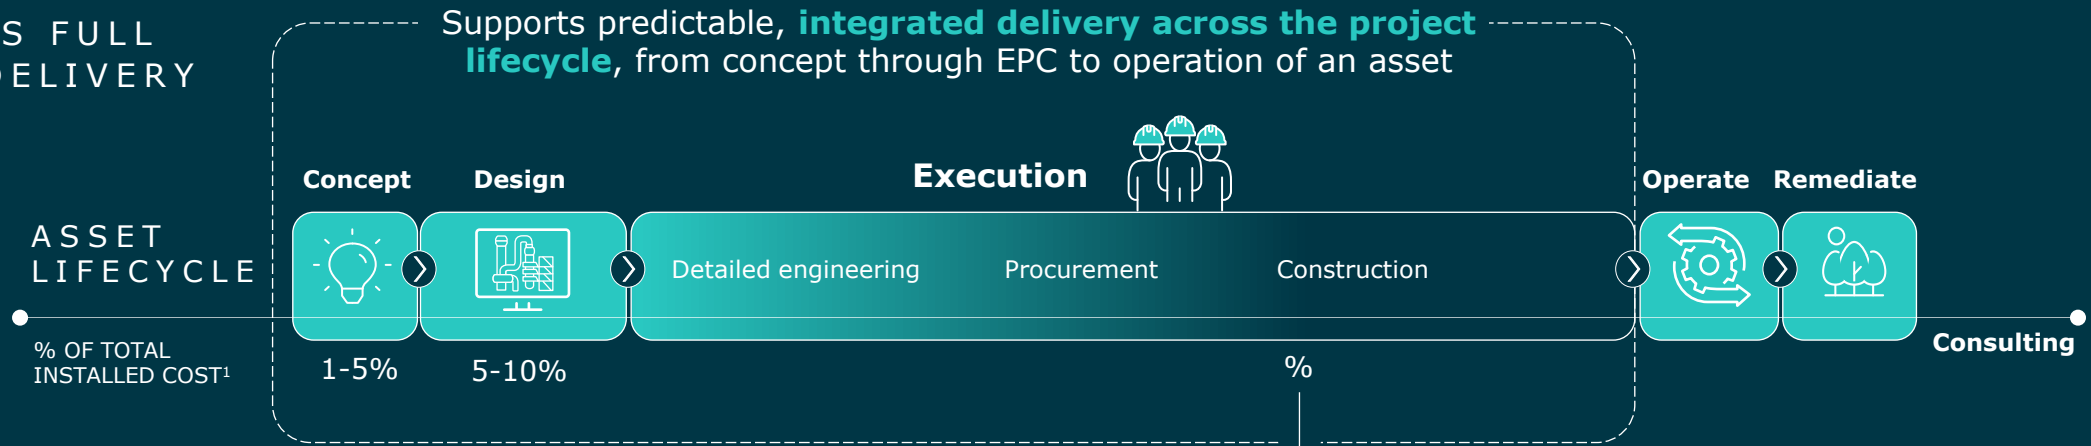 S FULL
DELIVERY
Supports predictable, integrated delivery across the project
lifecycle, from concept through EPC to operation of an asset
Concept
Design
Execution
Operate
Remediate
ASSET
LIFECYCLE
Detailed engineering
Procurement
Construction
% OF TOTAL
INSTALLED COST¹
1-5%
5-10%
%
Consulting